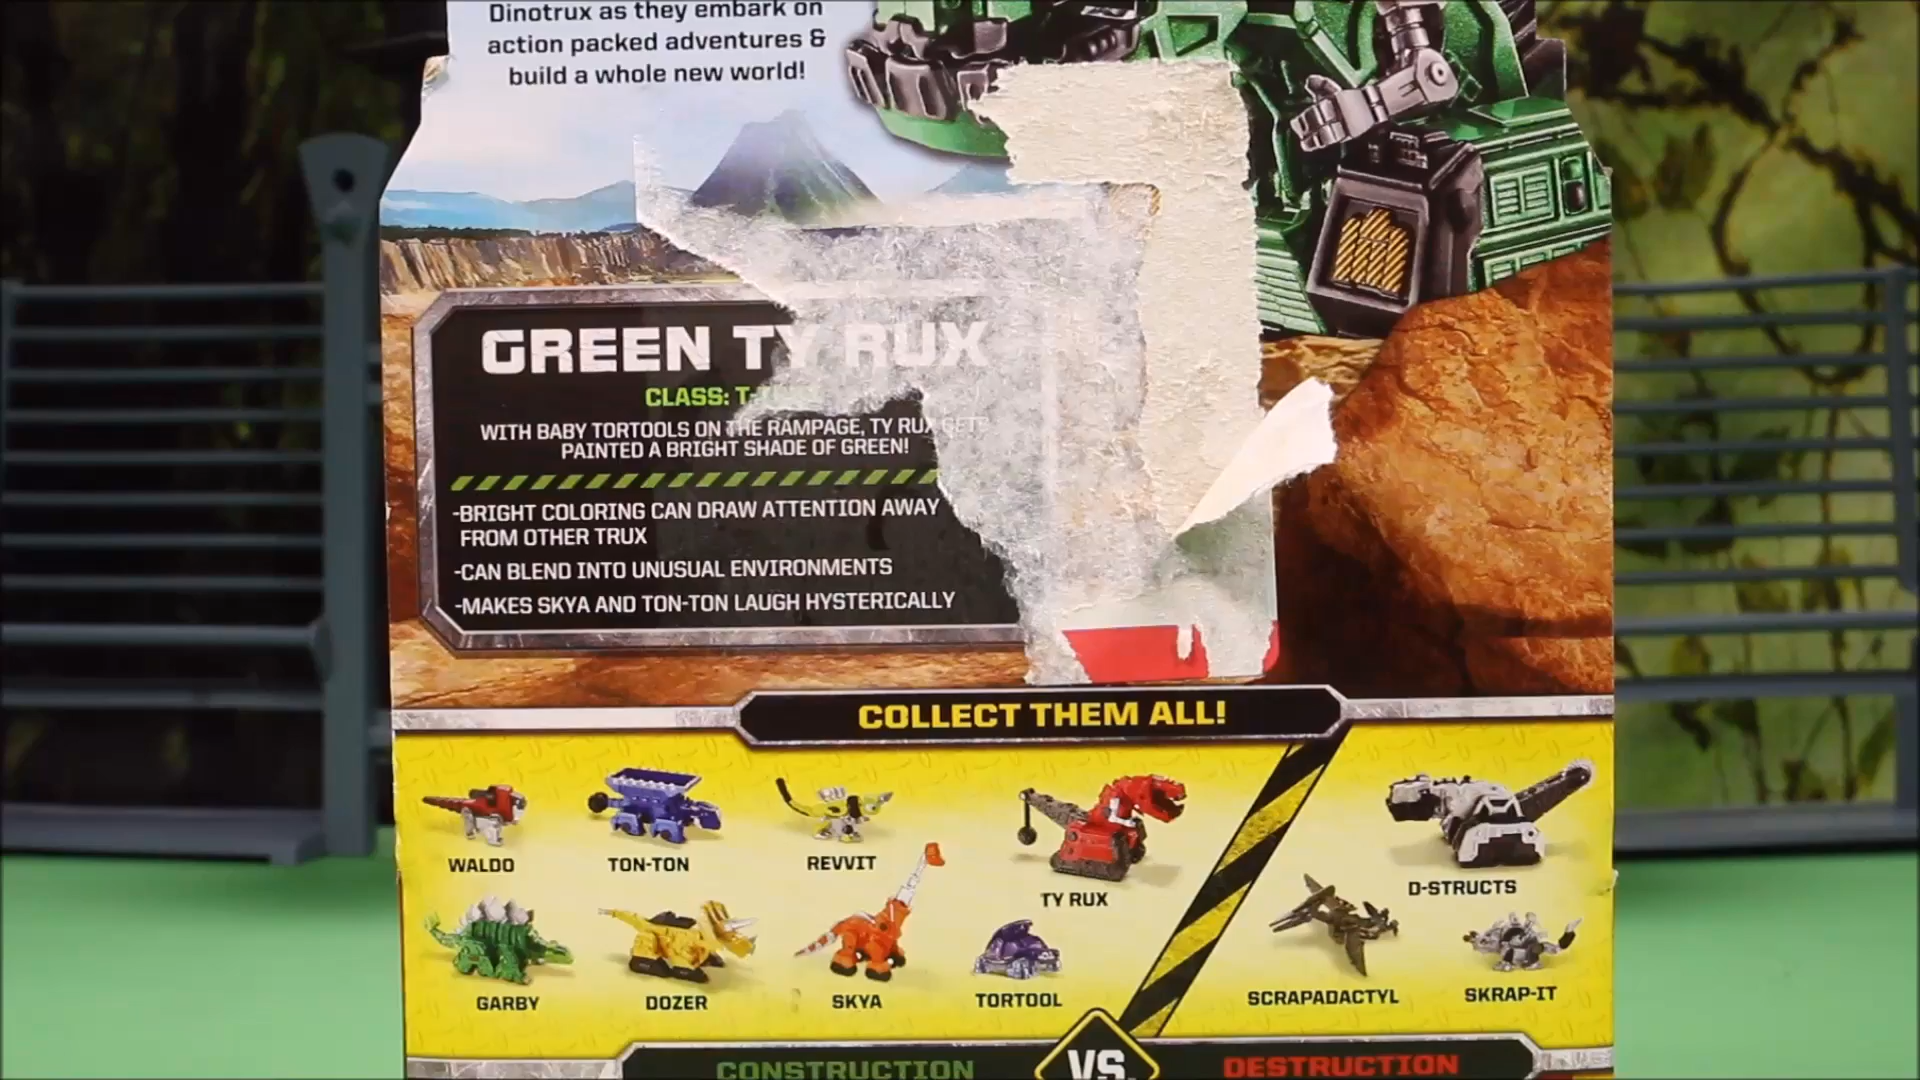 Dinotrux as they embark on
action packed adventures &
build a whole new world!
GREEN TY RUX
CLASS:
WITH BABY TORTOOLS ON THE RAMPAGE, TY RUX GETS
PAINTED A BRIGHT SHADE OF GREEN!
-BRIGHT COLORING CAN DRAW ATTENTION AWAY
FROM OTHER TRUX
-CAN BLEND INTO UNUSUAL ENVIRONMENTS
-MAKES SKYA AND TON-TON LAUGH HYSTERICALLY
COLLECT THEM ALL!
WALDO
TON-TON
REVVIT
TY RUX
D-STRUCTS
GARBY
DOZER
SKYA
TORTOOL
SCRAPADACTYL
SKRAP-IT
CONSTRUCTION
VS.
DESTRUCTION